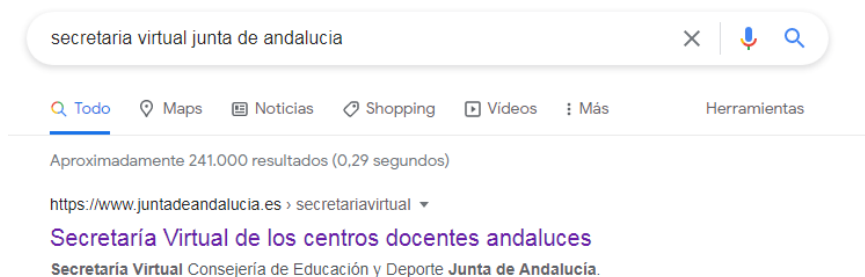 secretaria virtual junta de andalucia
Todo Maps Noticias Shopping Vídeos Más Herramientas
Aproximadamente 241.000 resultados (0,29 segundos)
https://www.juntadeandalucia.es › secretariavirtual
Secretaría Virtual de los centros docentes andaluces
Secretaría Virtual Consejería de Educación y Deporte Junta de Andalucía.